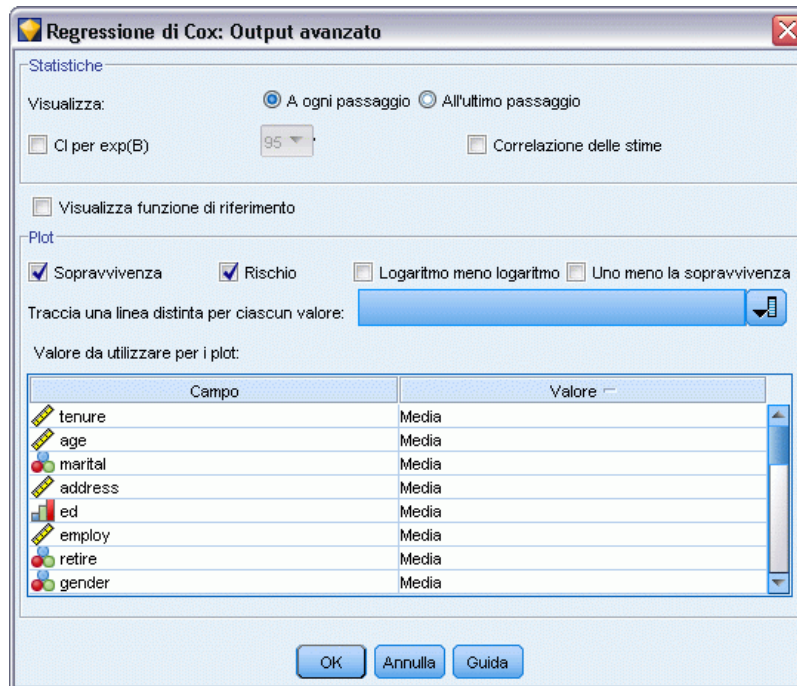 Regressione di Cox: Output avanzato
Statistiche
Visualizza: A ogni passaggio All'ultimo passaggio
CI per exp(B) 95 Correlazione delle stime
Visualizza funzione di riferimento
Plot
Sopravvivenza Rischio Logaritmo meno logaritmo Uno meno la sopravvivenza
Traccia una linea distinta per ciascun valore:
Valore da utilizzare per i plot:
Campo Valore
tenure Media
age Media
marital Media
address Media
ed Media
employ Media
retire Media
gender Media
OK Annulla Guida